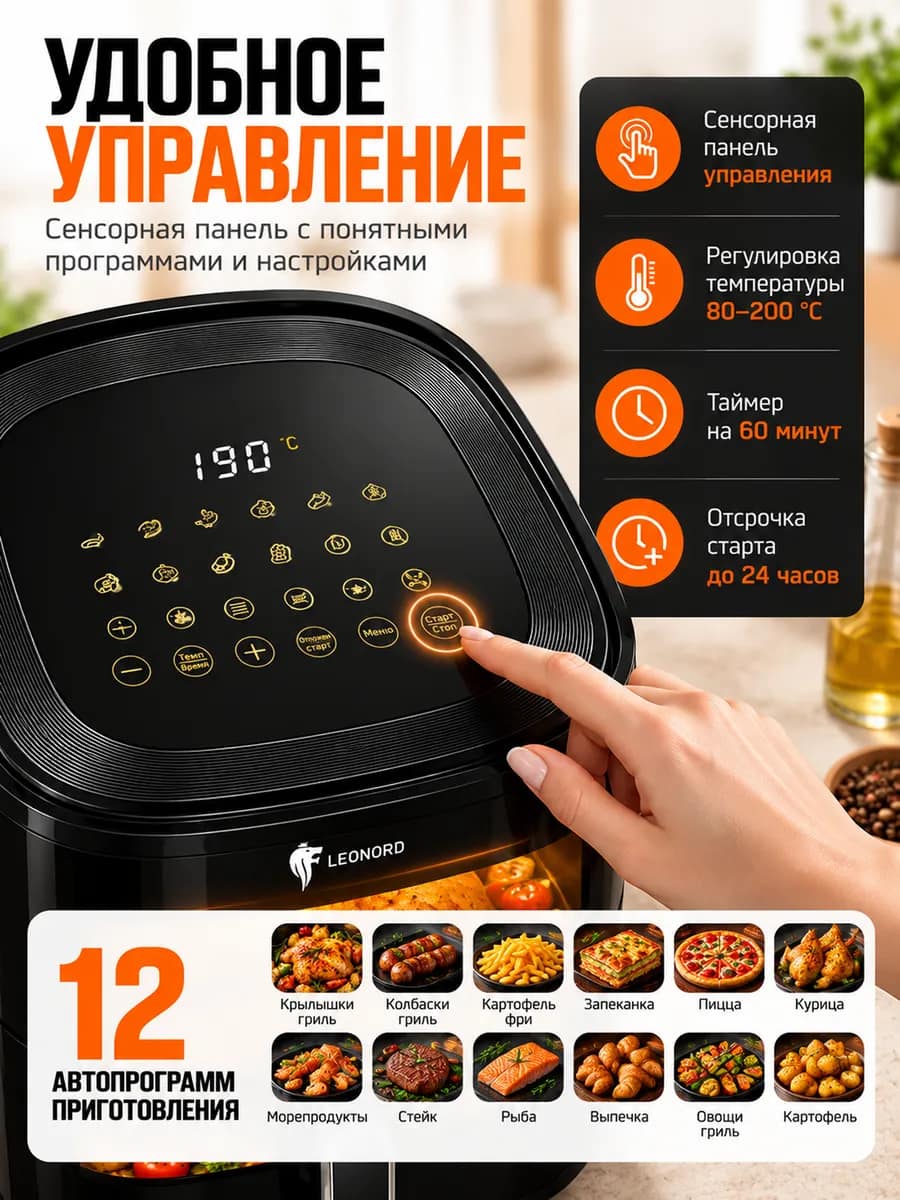 УДОБНОЕ
УПРАВЛЕНИЕ
Сенсорная панель с понятными
программами и настройками
Сенсорная
панель
управления
Регулировка
температуры
80–200 °C
Таймер
на 60 минут
Отсрочка
старта
до 24 часов
190 °C
Старт
Стоп
Меню
Отложен
старт
+
Темп
Время
−
LEONORD
12
АВТОПРОГРАММ
ПРИГОТОВЛЕНИЯ
Крылышки
гриль
Колбаски
гриль
Картофель
фри
Запеканка
Пицца
Курица
Морепродукты
Стейк
Рыба
Выпечка
Овощи
гриль
Картофель